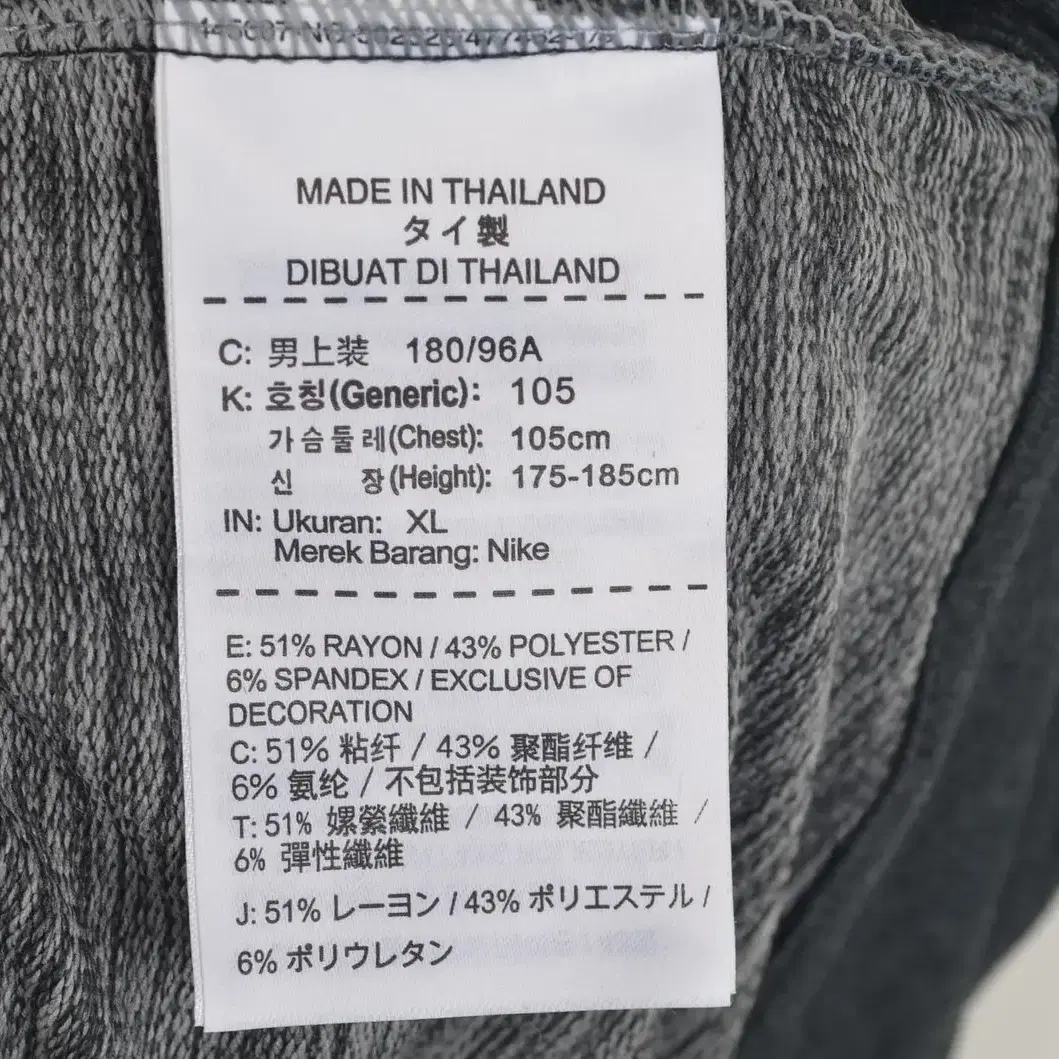 MADE IN THAILAND
タイ製
DIBUAT DI THAILAND
C: 男上装 180/96A
K: 호칭(Generic): 105
가슴둘레(Chest): 105cm
신 장(Height): 175-185cm
IN: Ukuran: XL
Merek Barang: Nike
E: 51% RAYON / 43% POLYESTER /
6% SPANDEX / EXCLUSIVE OF
DECORATION
C: 51% 粘纤 / 43% 聚酯纤维 /
6% 氨纶 / 不包括装饰部分
T: 51% 嫘縈纖維 / 43% 聚酯纖維 /
6% 彈性纖維
J: 51% レーヨン / 43% ポリエステル /
6% ポリウレタン